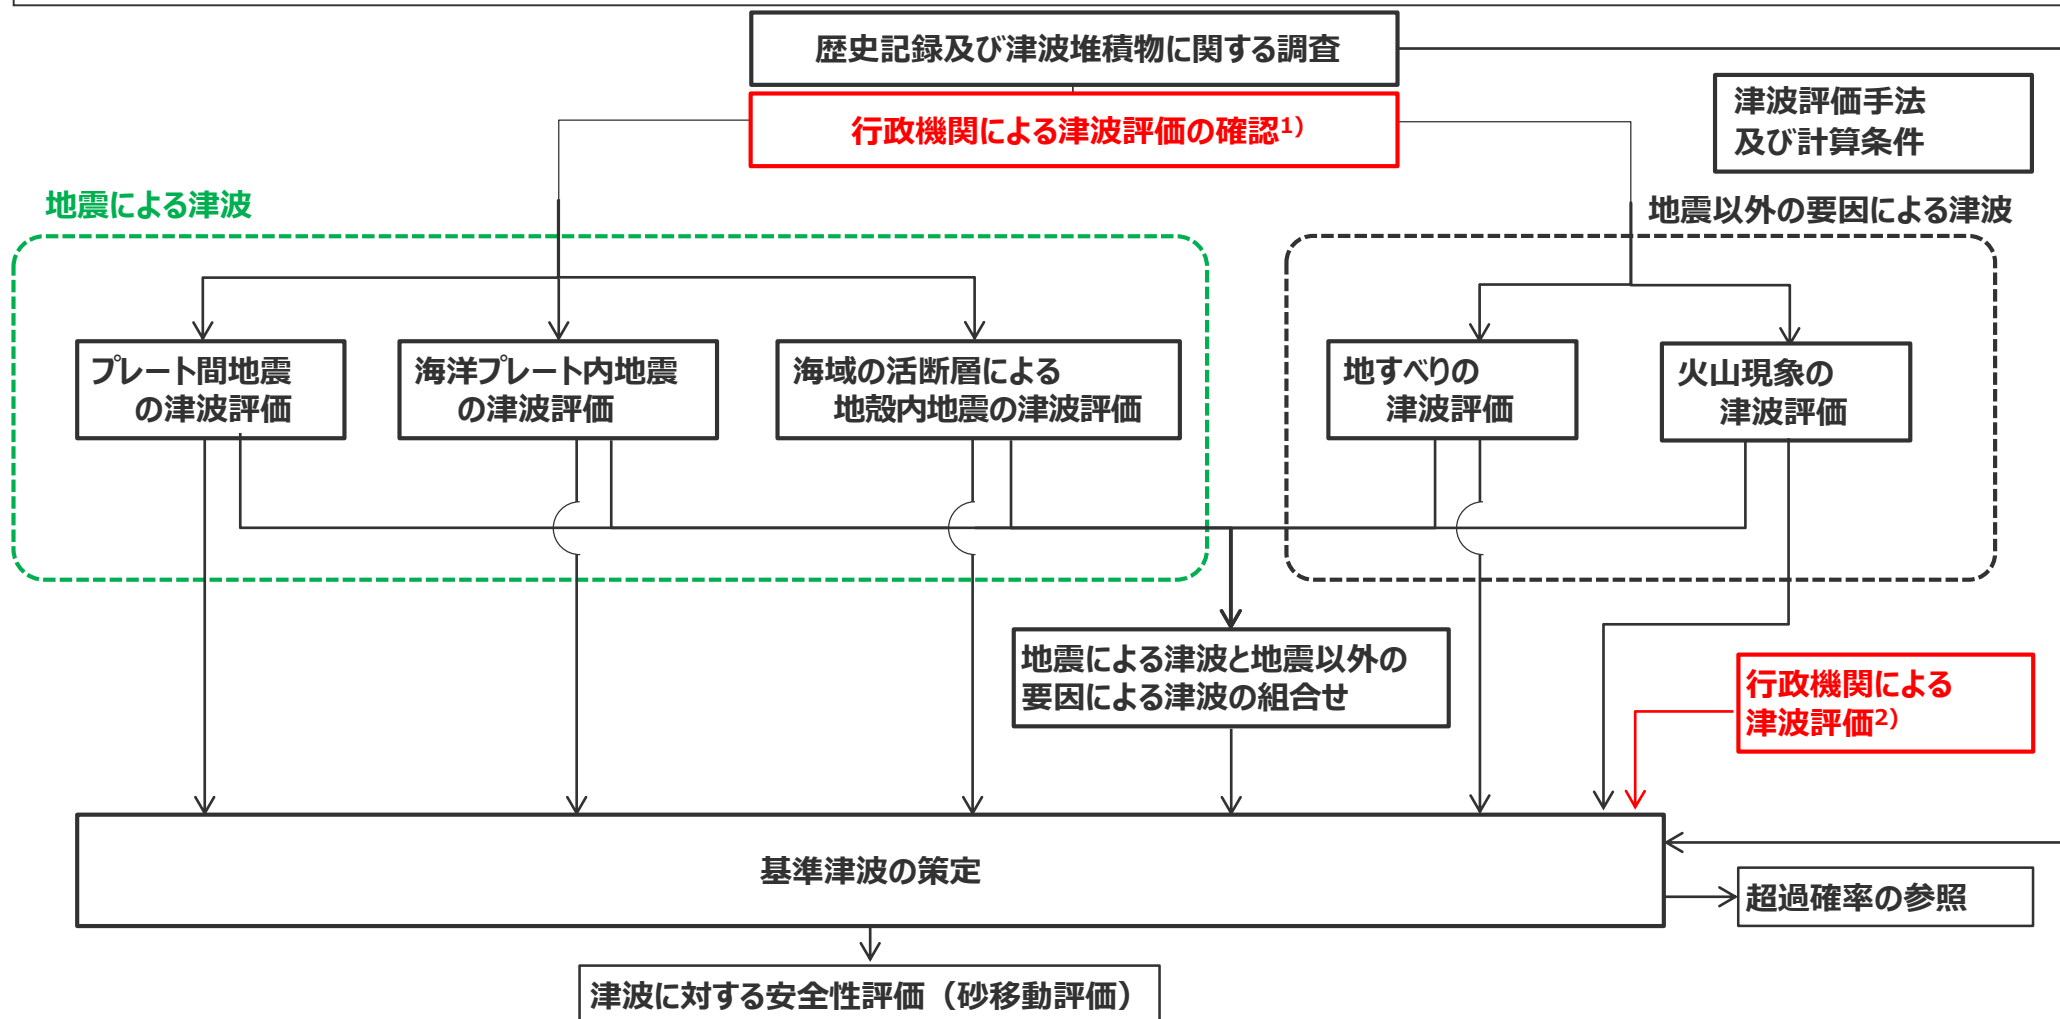 歴史記録及び津波堆積物に関する調査
行政機関による津波評価の確認1）
津波評価手法
及び計算条件
地震による津波
地震以外の要因による津波
プレート間地震
の津波評価
海洋プレート内地震
の津波評価
海域の活断層による
地殻内地震の津波評価
地すべりの
津波評価
火山現象の
津波評価
地震による津波と地震以外の
要因による津波の組合せ
行政機関による
津波評価2）
基準津波の策定
超過確率の参照
津波に対する安全性評価（砂移動評価）